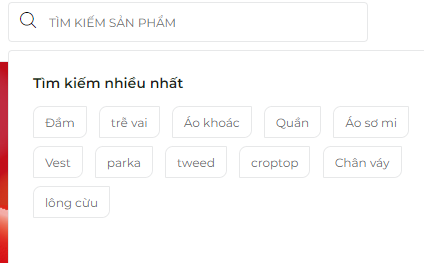 TÌM KIẾM SẢN PHẨM
Tìm kiếm nhiều nhất
Đầm trễ vai Áo khoác Quần Áo sơ mi
Vest parka tweed croptop Chân váy
lông cừu